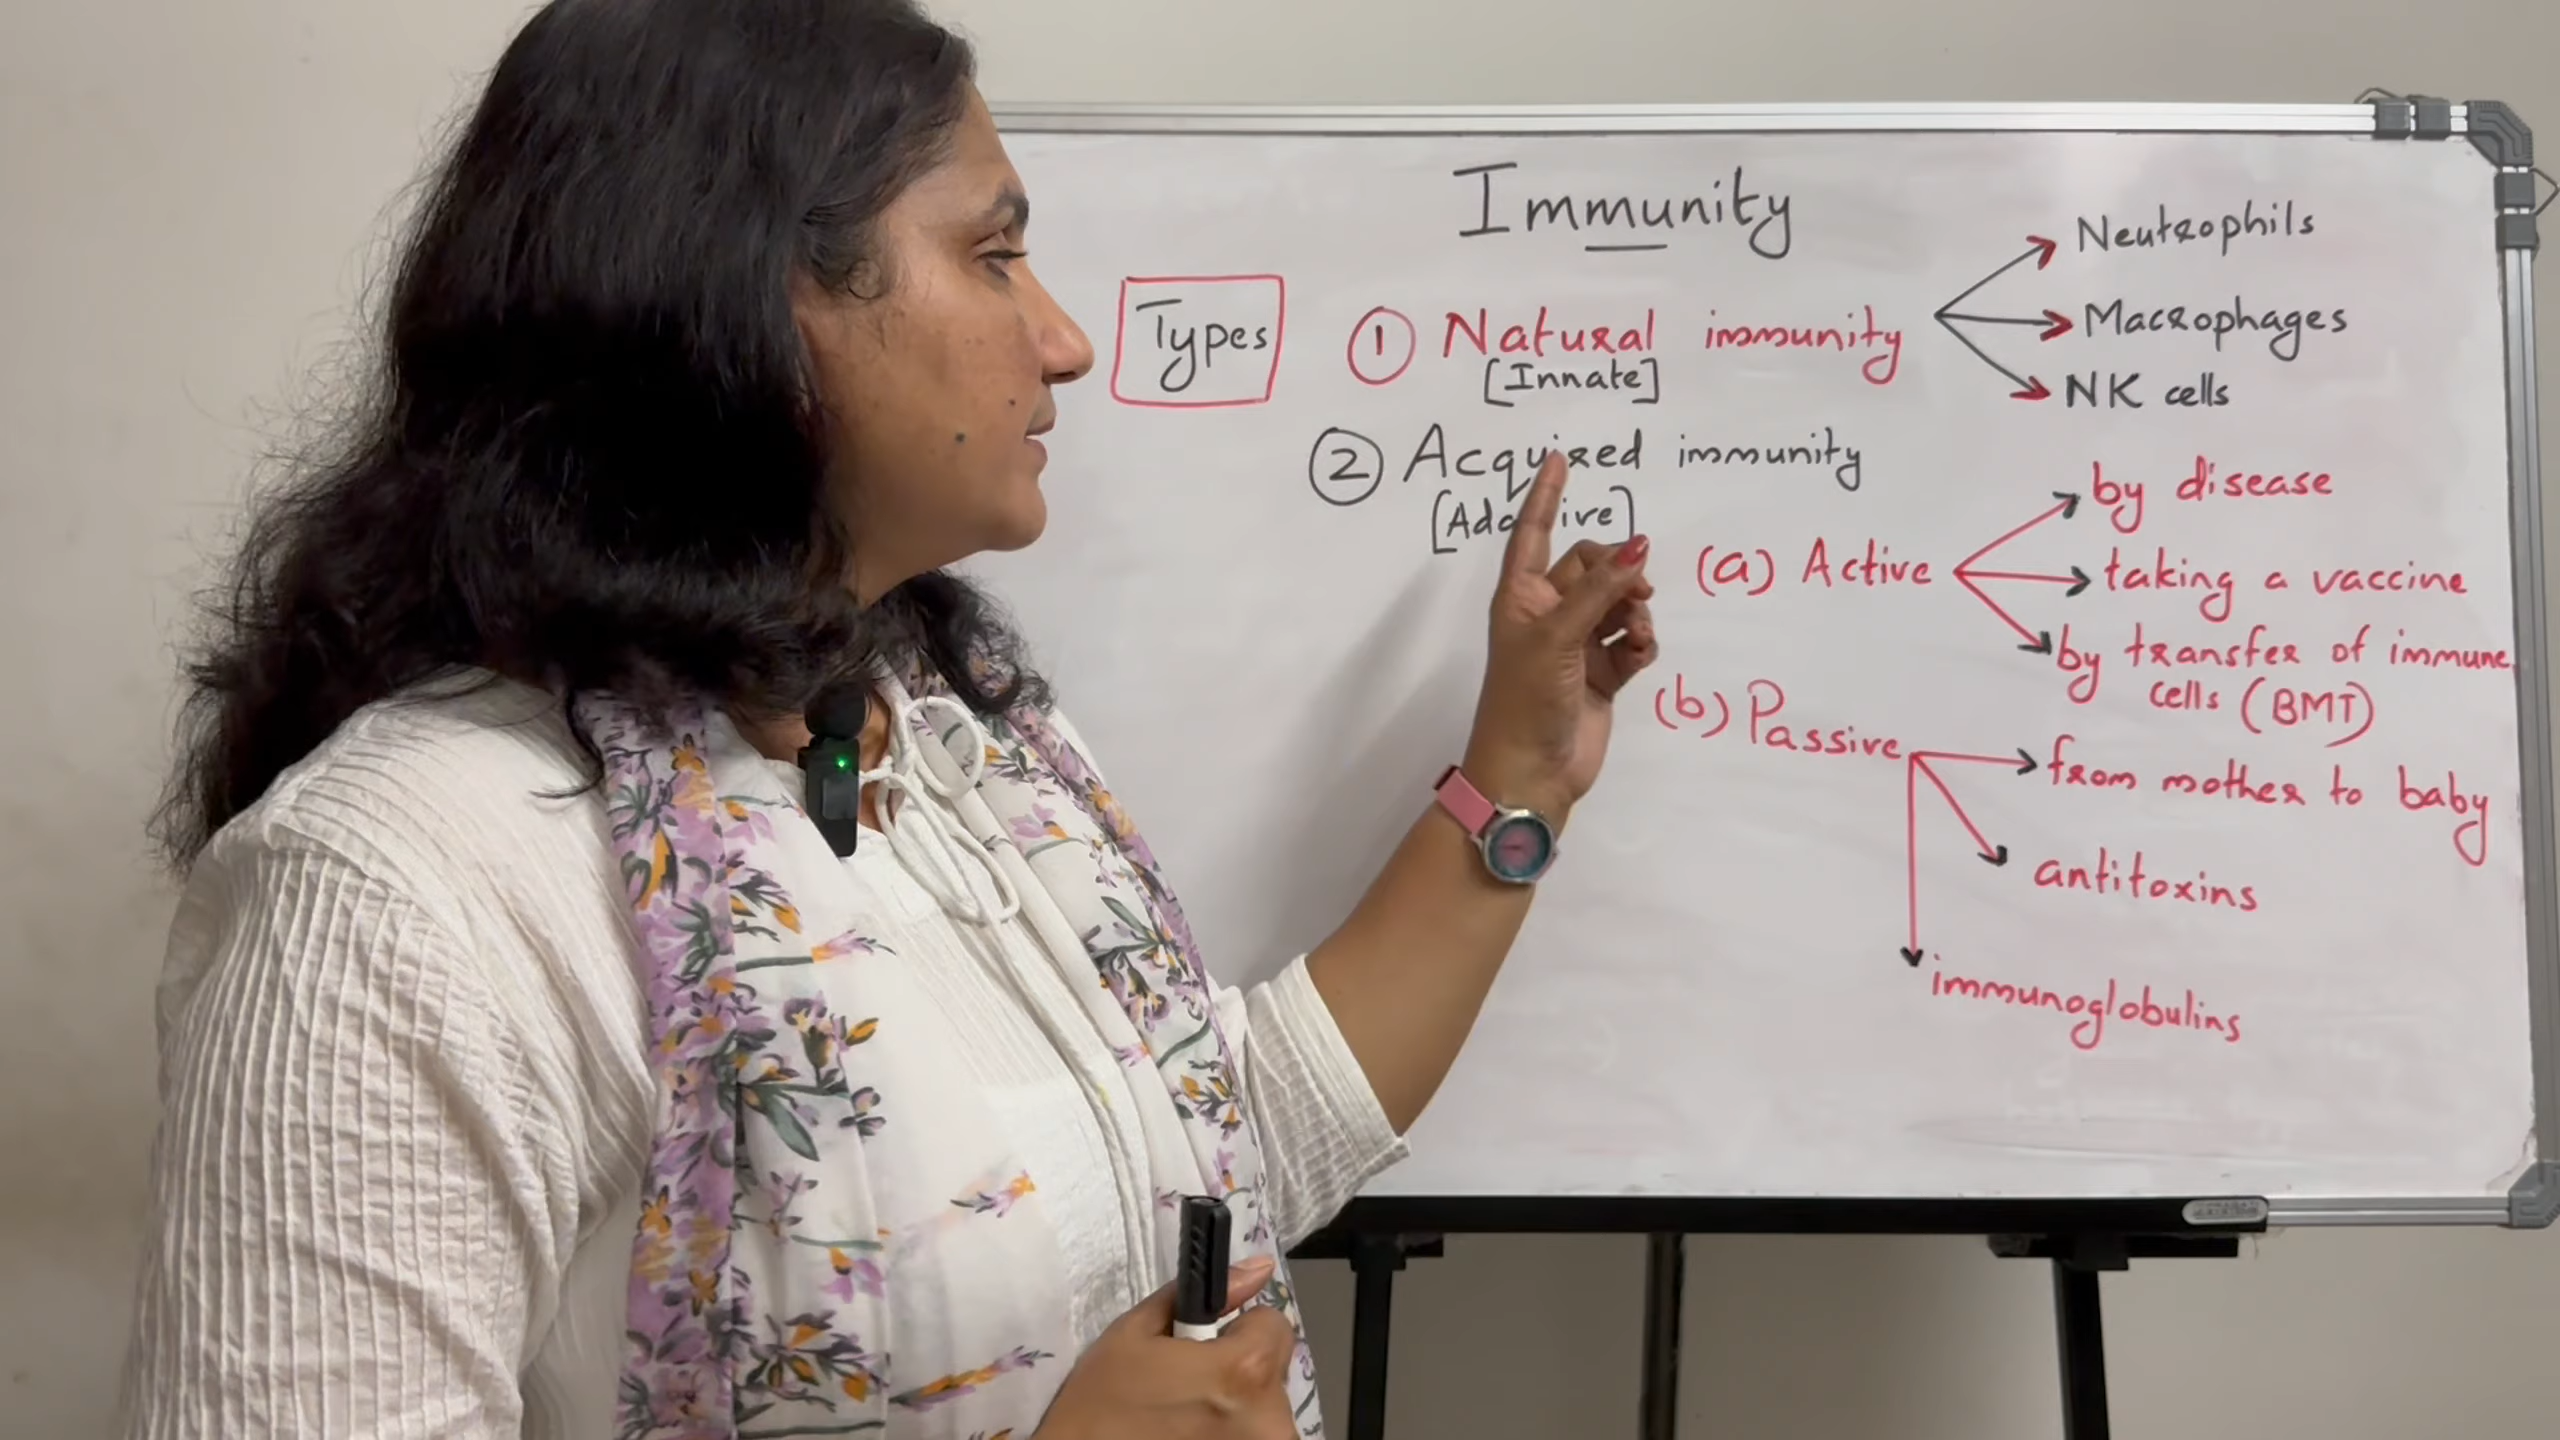 Immunity
Types
1 Natural immunity
[Innate]
Neutrophils
Macrophages
NK cells
2 Acquired immunity
(a) Active
by disease
taking a vaccine
by transfer of immune
cells (BMT)
(b) Passive
from mother to baby
antitoxins
immunoglobulins